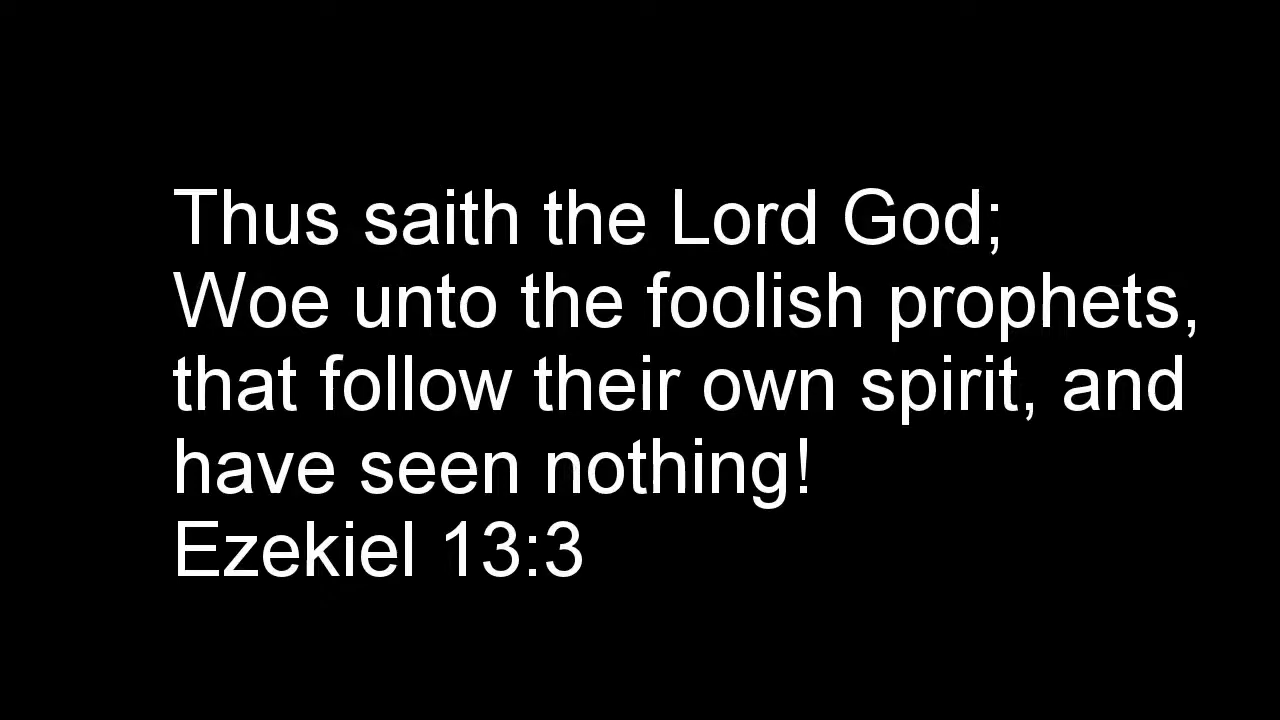 Thus saith the Lord God;
Woe unto the foolish prophets,
that follow their own spirit, and
have seen nothing!
Ezekiel 13:3